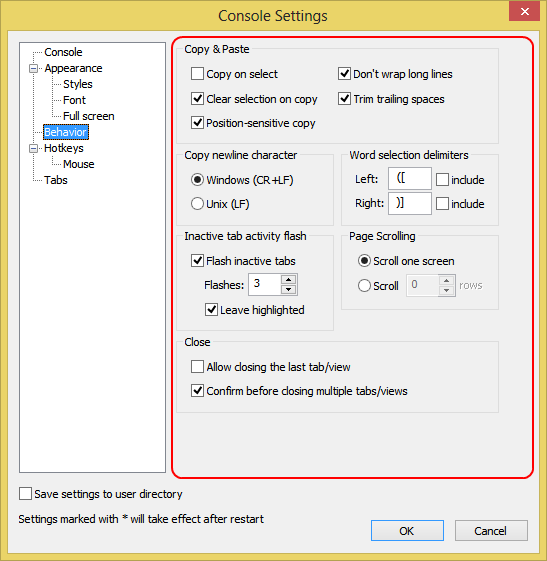 Console Settings
Console
Appearance
Styles
Font
Full screen
Behavior
Hotkeys
Mouse
Tabs
Copy & Paste
Copy on select
Don't wrap long lines
Clear selection on copy
Trim trailing spaces
Position-sensitive copy
Copy newline character
Windows (CR+LF)
Unix (LF)
Word selection delimiters
Left: ([ include
Right: )] include
Inactive tab activity flash
Flash inactive tabs
Flashes: 3
Leave highlighted
Page Scrolling
Scroll one screen
Scroll 0 rows
Close
Allow closing the last tab/view
Confirm before closing multiple tabs/views
Save settings to user directory
Settings marked with * will take effect after restart
OK
Cancel